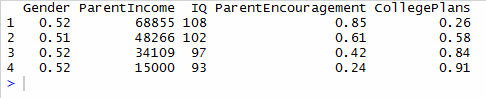 Gender ParentIncome IQ ParentEncouragement CollegePlans
1 0.52 68855 108 0.85 0.26
2 0.51 48266 102 0.61 0.58
3 0.52 34109 97 0.42 0.84
4 0.52 15000 93 0.24 0.91
>